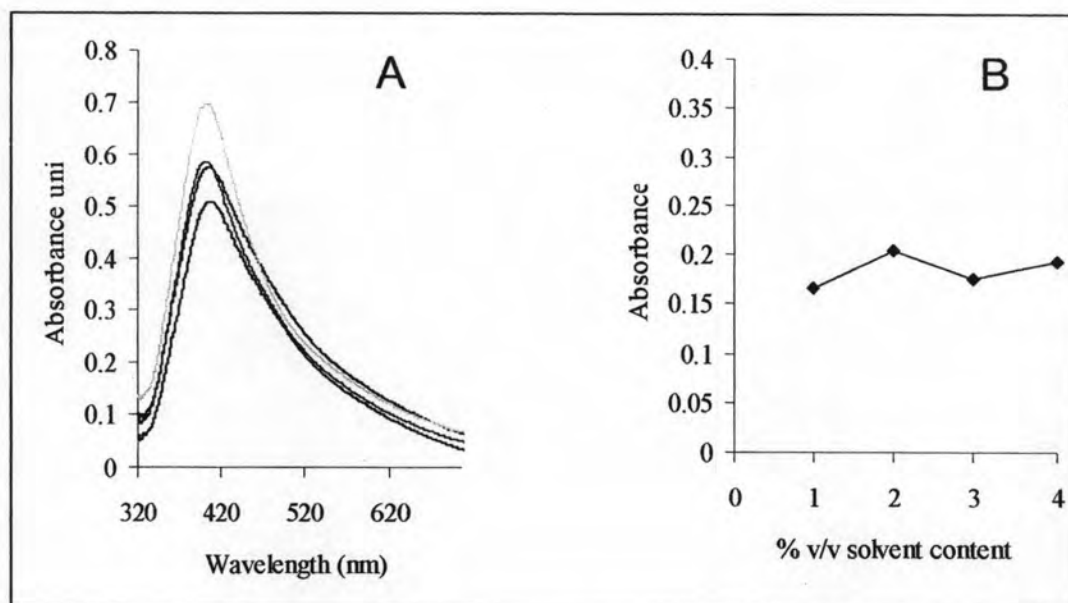 A
0.8
0.7
0.6
0.5
0.4
0.3
0.2
0.1
0
Absorbance uni
320 420 520 620
Wavelength (nm)
B
0.4
0.35
0.3
0.25
0.2
0.15
0.1
0.05
0
Absorbance
0 1 2 3 4
% v/v solvent content